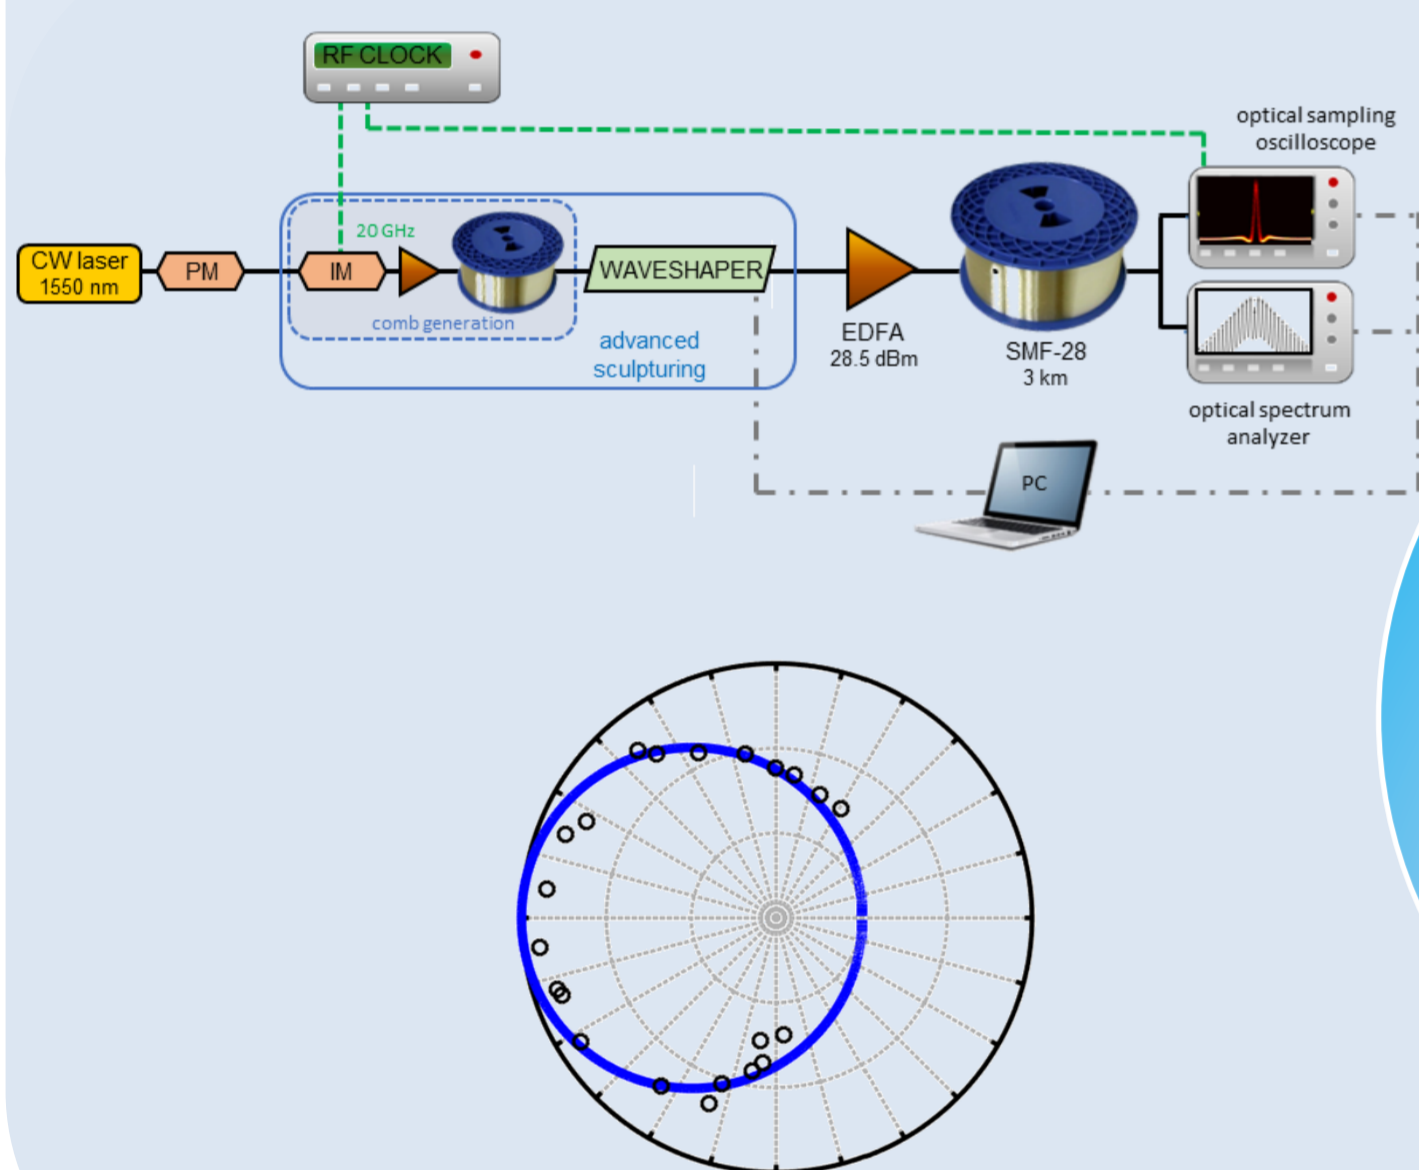 RF CLOCK
optical sampling
oscilloscope
20 GHz
CW laser
1550 nm
PM
IM
WAVESHAPER
comb generation
advanced
sculpturing
EDFA
28.5 dBm
SMF-28
3 km
optical spectrum
analyzer
PC